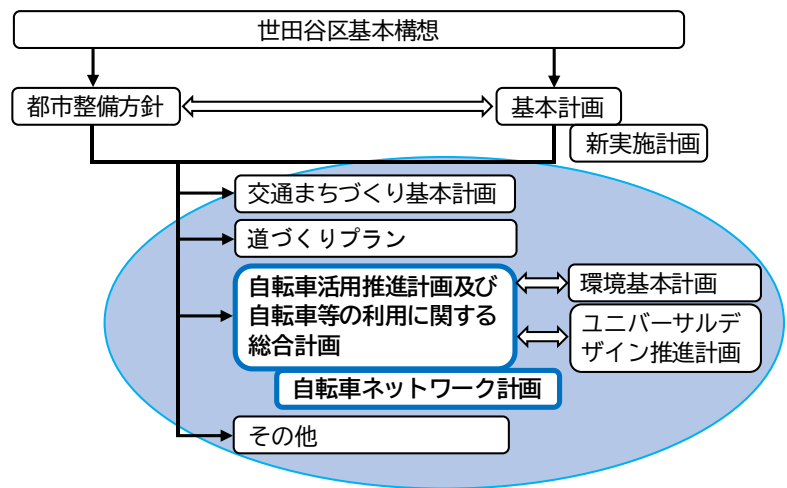 世田谷区基本構想
都市整備方針
基本計画
新実施計画
交通まちづくり基本計画
道づくりプラン
自転車活用推進計画及び
自転車等の利用に関する
総合計画
環境基本計画
ユニバーサルデ
ザイン推進計画
自転車ネットワーク計画
その他